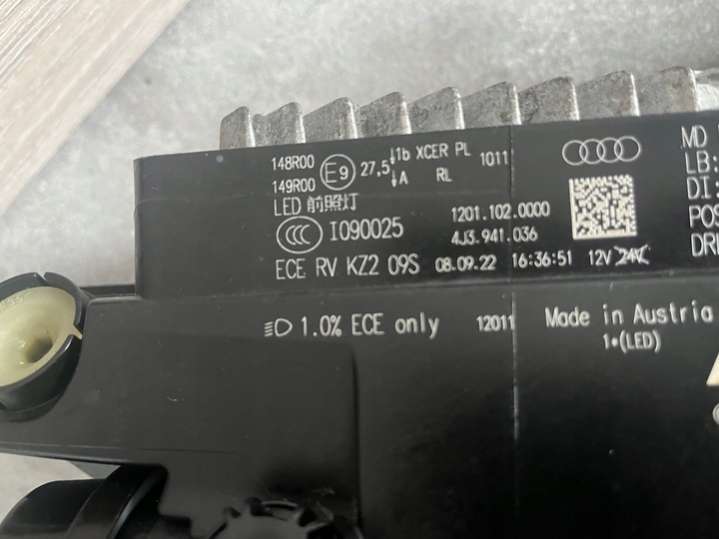 148R00
149R00
E9
27,5
1b XCER PL
A RL
1011
LED 前照灯
CCC
I090025
ECE RV KZ2 09S
1201.102.0000
4J3.941.036
08.09.22 16:36:51 12V 24V
MD
LB:
DI:
POS
1.0% ECE only
12011
Made in Austria
1•(LED)